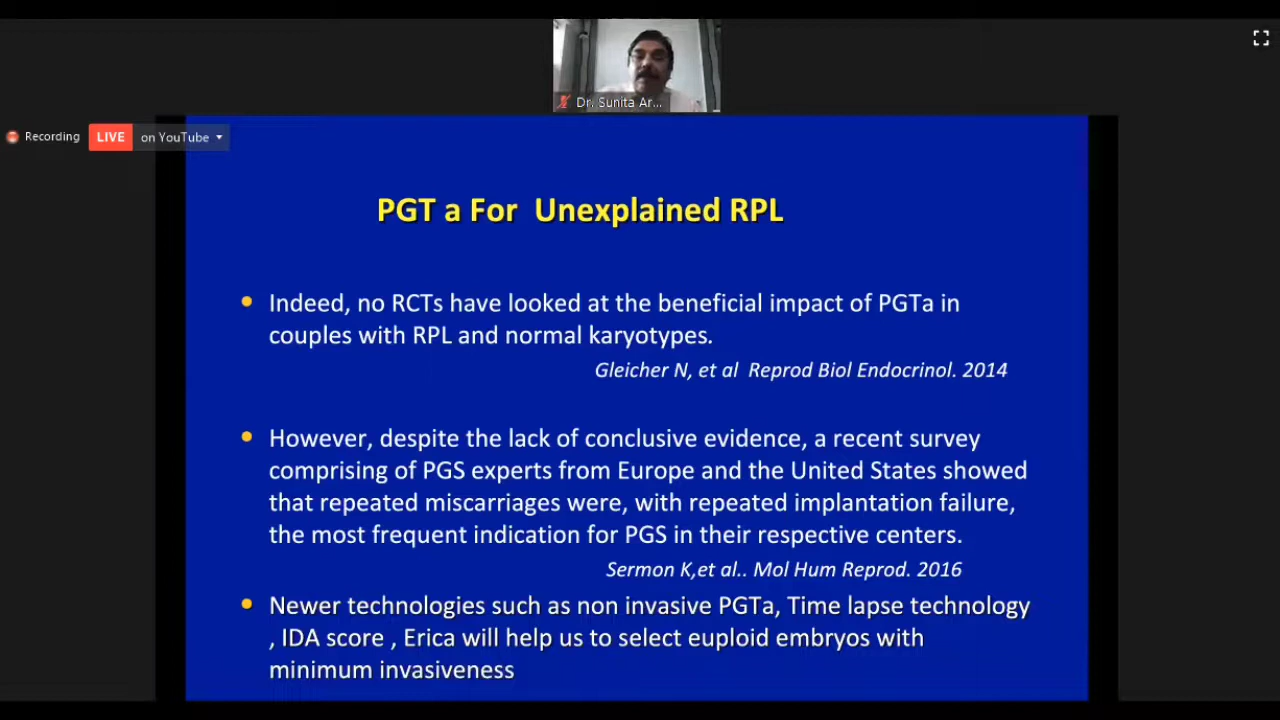 Dr. Sunita Ar...
Recording LIVE on YouTube
PGT a For Unexplained RPL
Indeed, no RCTs have looked at the beneficial impact of PGTa in
couples with RPL and normal karyotypes.
Gleicher N, et al Reprod Biol Endocrinol. 2014
However, despite the lack of conclusive evidence, a recent survey
comprising of PGS experts from Europe and the United States showed
that repeated miscarriages were, with repeated implantation failure,
the most frequent indication for PGS in their respective centers.
Sermon K,et al.. Mol Hum Reprod. 2016
Newer technologies such as non invasive PGTa, Time lapse technology
, IDA score , Erica will help us to select euploid embryos with
minimum invasiveness